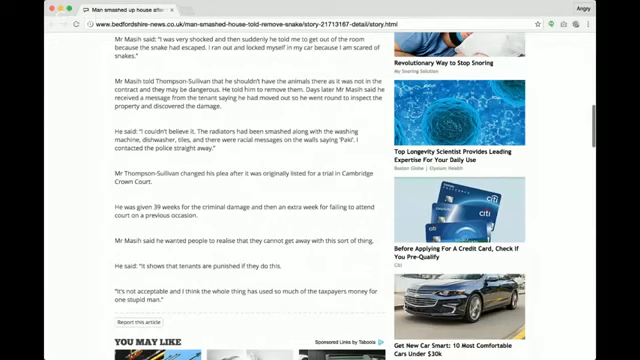 Man smashed up house after
Angry
www.bedfordshire-news.co.uk/man-smashed-house-told-remove-snake/story-21713167-detail/story.html
Mr Masih said: "I was very shocked and then suddenly he told me to get out of the room
because the snake had escaped. I ran out and locked myself in my car because I am scared of
snakes."
Mr Masih told Thompson-Sullivan that he shouldn't have the animals there as it was not in the
contract and they may be dangerous. He told him to remove them. Days later Mr Masih said he
received a message from the tenant saying he had moved out so he went round to inspect the
property and discovered the damage.
He said: "I couldn't believe it. The radiators had been smashed along with the washing
machine, dishwasher, tiles, and there were racial messages on the walls saying 'Paki'. I
contacted the police straight away."
Mr Thompson-Sullivan changed his plea after it was originally listed for a trial in Cambridge
Crown Court.
He was given 39 weeks for the criminal damage and then an extra week for failing to attend
court on a previous occasion.
Mr Masih said he wanted people to realise that they cannot get away with this sort of thing.
He said: "It shows that tenants are punished if they do this.
"It's not acceptable and I think the whole thing has used so much of the taxpayers money for
one stupid man."
Report this article
YOU MAY LIKE
Sponsored Links by Taboola
Revolutionary Way to Stop Snoring
My Snoring Solution
Top Longevity Scientist Provides Leading
Expertise For Your Daily Use
Boston Globe | Elysium Health
citi
Before Applying For A Credit Card, Check If
You Pre-Qualify
Citi
Get New Car Smart: 10 Most Comfortable
Cars Under $30k